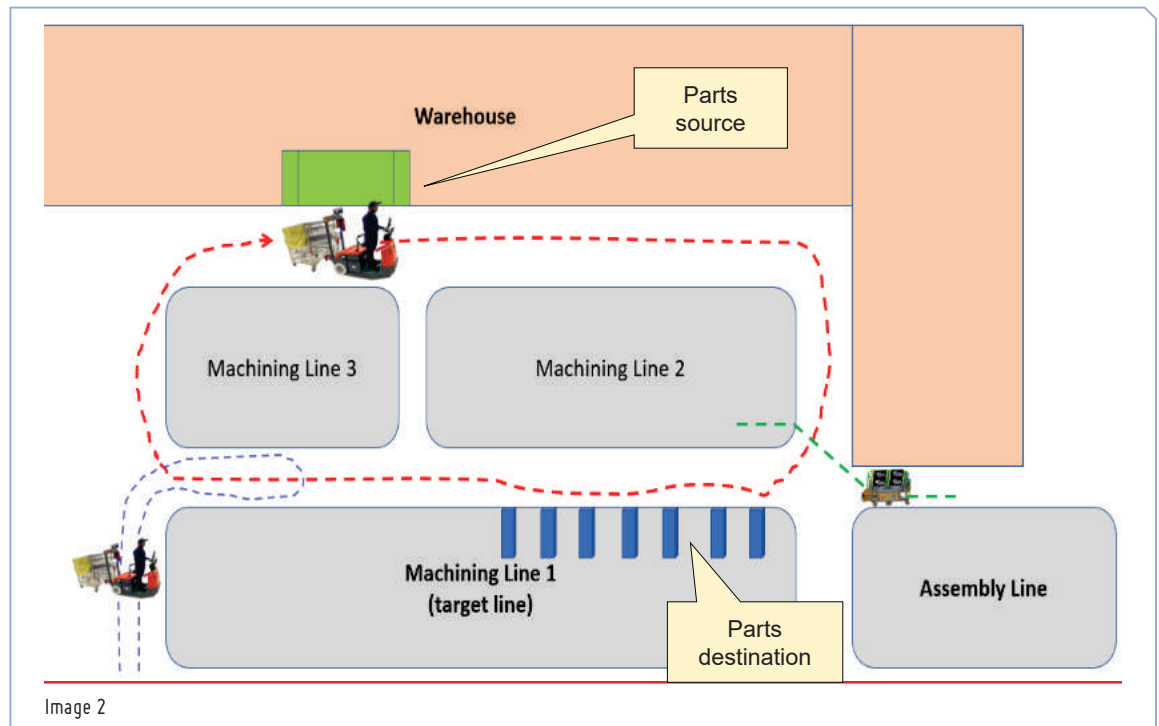 Parts
source
Warehouse
Machining Line 3
Machining Line 2
Machining Line 1
(target line)
Assembly Line
Parts
destination
Image 2